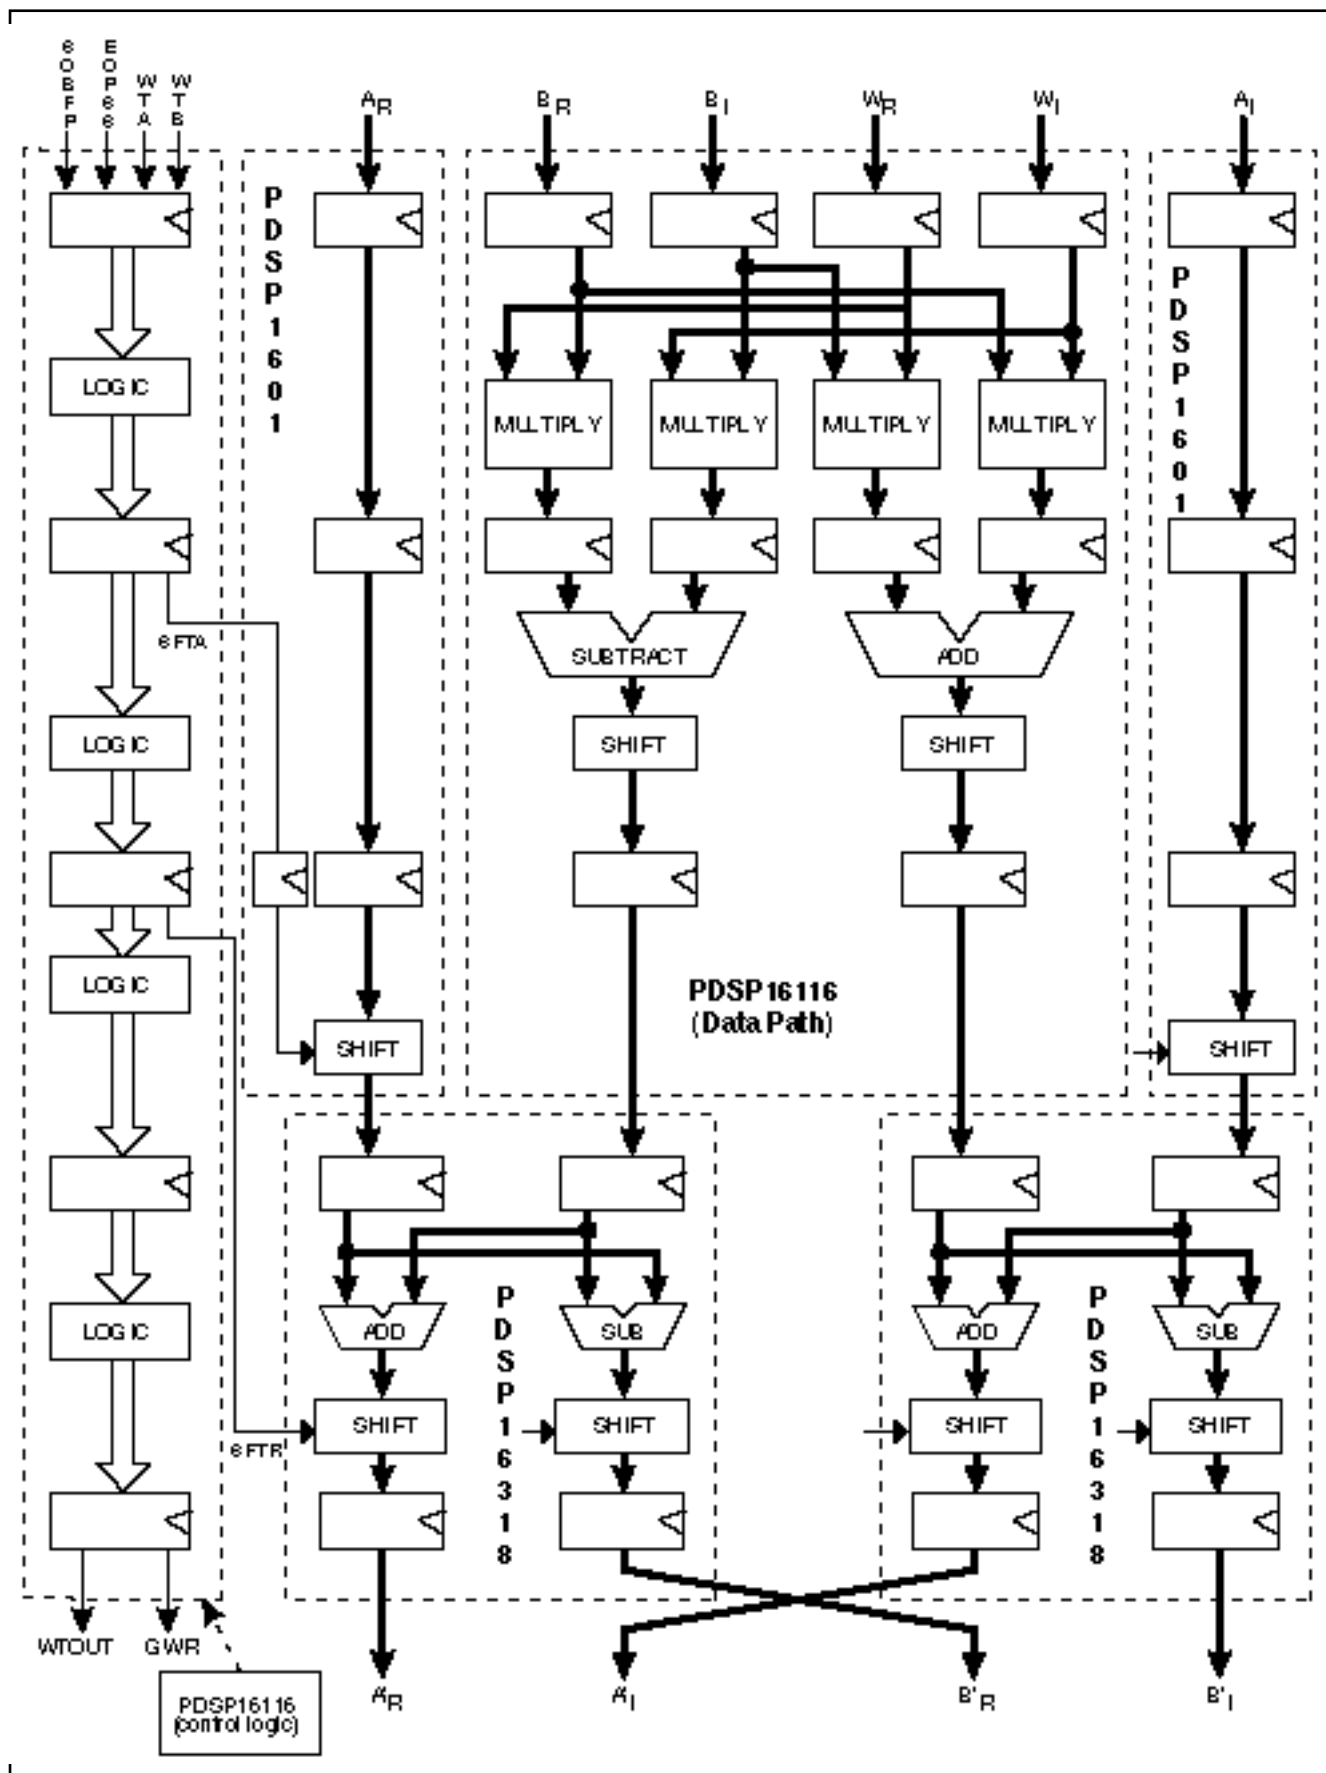 SOBFP EOPSS WTA WTB AR BR BI WR WI AI
PDSP1601
PDSP1601
LOGIC
MULTIPLY MULTIPLY MULTIPLY MULTIPLY
SFTA
SUBTRACT ADD
LOGIC SHIFT SHIFT
LOGIC
PDSP16116
(Data Path)
SHIFT SHIFT
PDSP16318
PDSP16318
LOGIC ADD SUB ADD SUB
SHIFT SHIFT SHIFT SHIFT
SFTR
WTOUT GWR
A'R A'I B'R B'I
PDSP16116
(control logic)